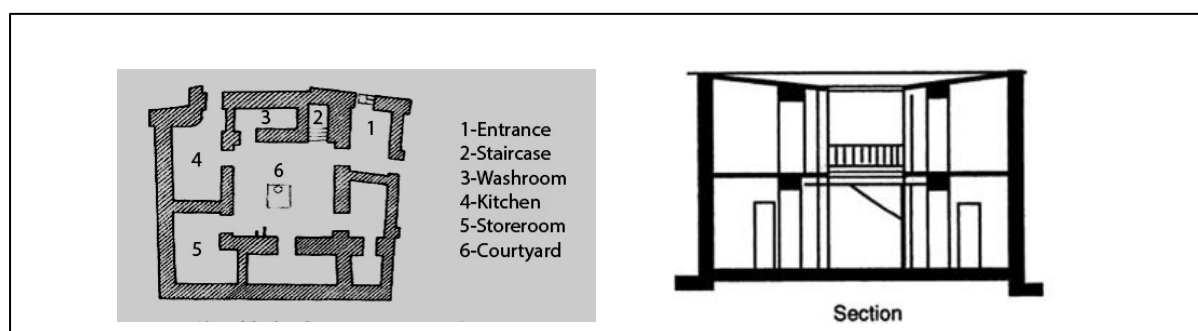 3
2
1
4
6
5
1-Entrance
2-Staircase
3-Washroom
4-Kitchen
5-Storeroom
6-Courtyard
Section